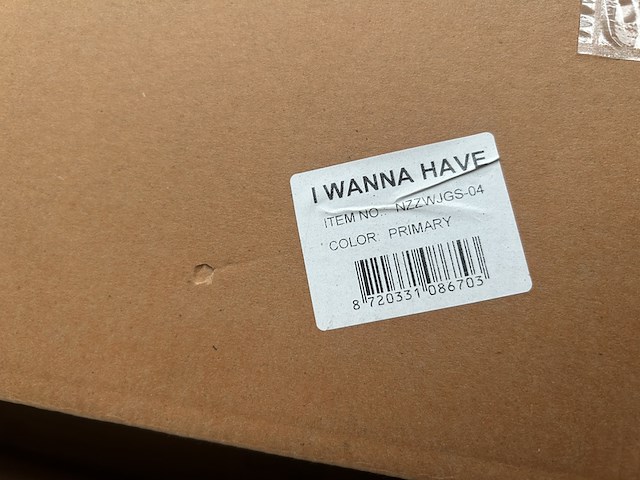 I WANNA HAVE
ITEM NO.: NZZWJGS-04
COLOR: PRIMARY
8 720331 086703